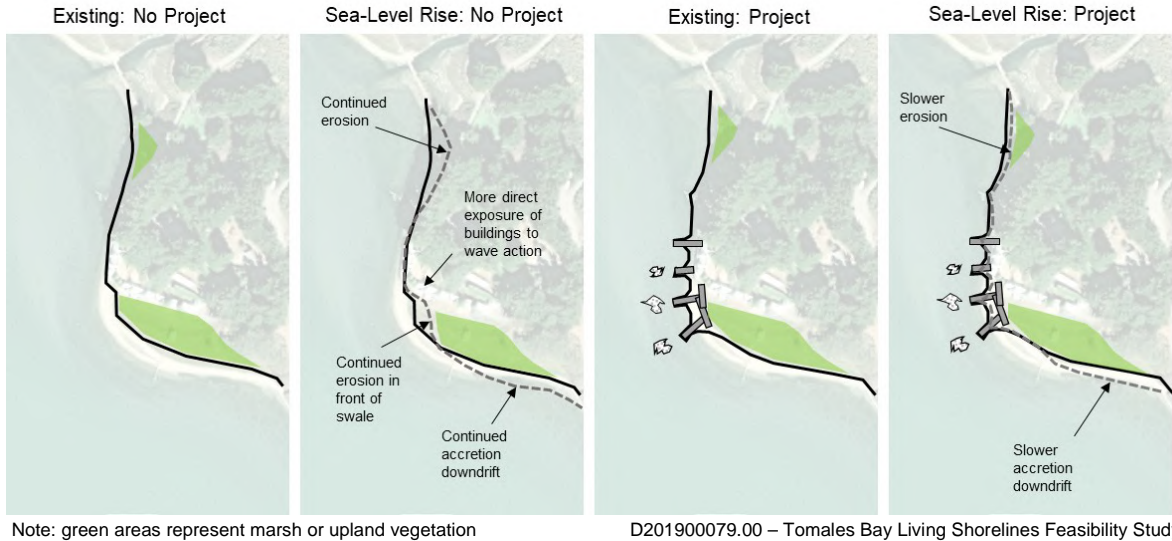 Existing: No Project
Sea-Level Rise: No Project
Existing: Project
Sea-Level Rise: Project
Continued
erosion
More direct
exposure of
buildings to
wave action
Continued
erosion in
front of
swale
Continued
accretion
downdrift
Slower
erosion
Slower
accretion
downdrift
Note: green areas represent marsh or upland vegetation
D201900079.00 – Tomales Bay Living Shorelines Feasibility Stud